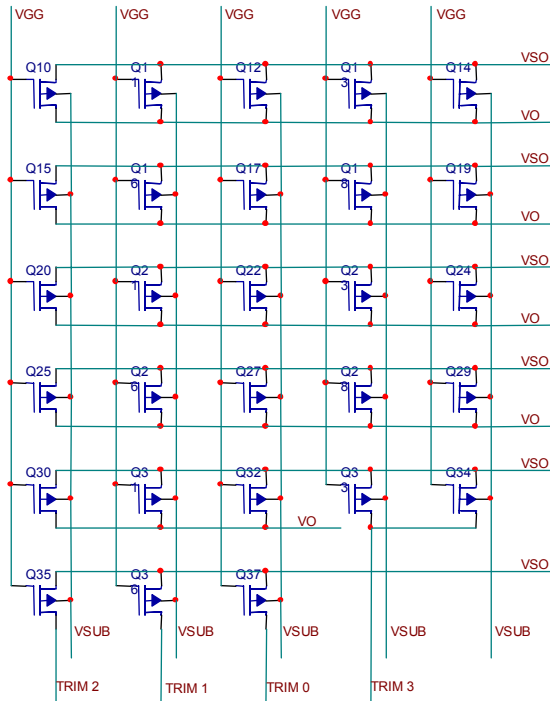 VGG VGG VGG VGG VGG
VSO
Q10 Q1
1 Q12 Q1
3 Q14
VO
VSO
Q15 Q1
6 Q17 Q1
8 Q19
VO
VSO
Q20 Q2
1 Q22 Q2
3 Q24
VO
VSO
Q25 Q2
6 Q27 Q2
8 Q29
VO
VSO
Q30 Q3
1 Q32 Q3
3 Q34
VO
VSO
Q35 Q3
6 Q37
VSUB VSUB VSUB VSUB VSUB
TRIM 2 TRIM 1 TRIM 0 TRIM 3